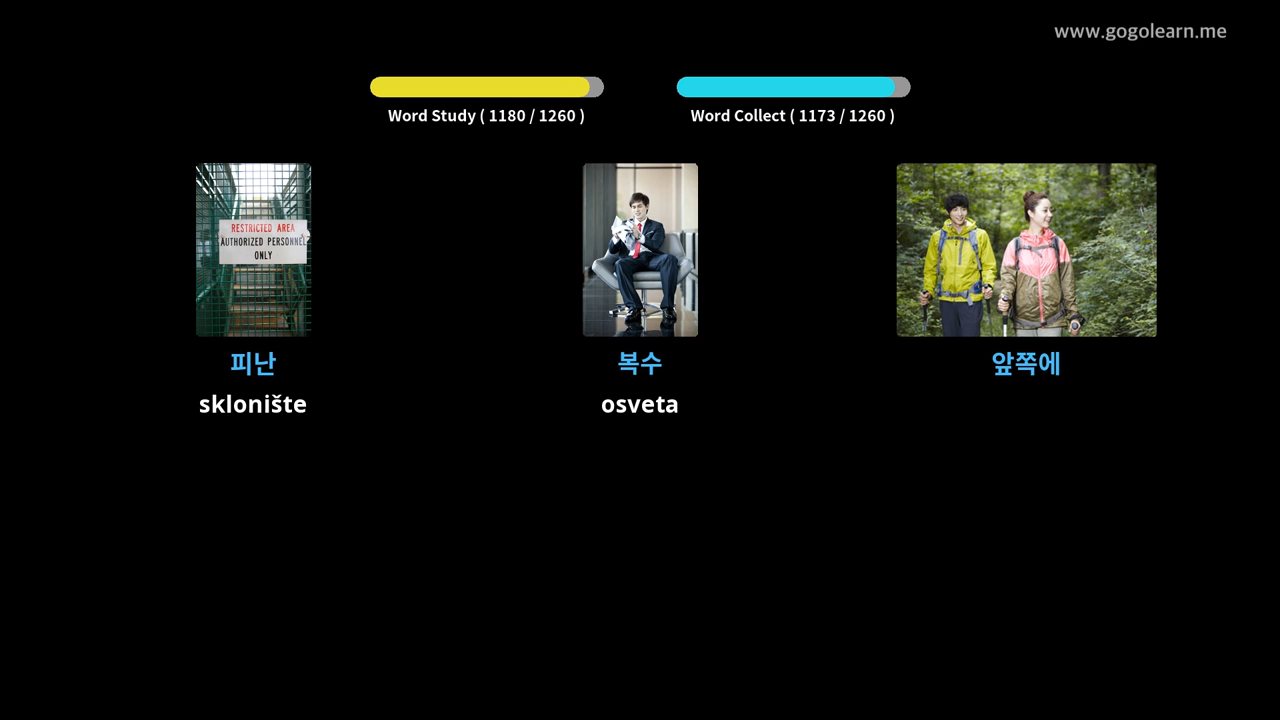 www.gogolearn.me
Word Study ( 1180 / 1260 )
Word Collect ( 1173 / 1260 )
RESTRICTED AREA
AUTHORIZED PERSONNEL
ONLY
피난
복수
앞쪽에
sklonište
osveta